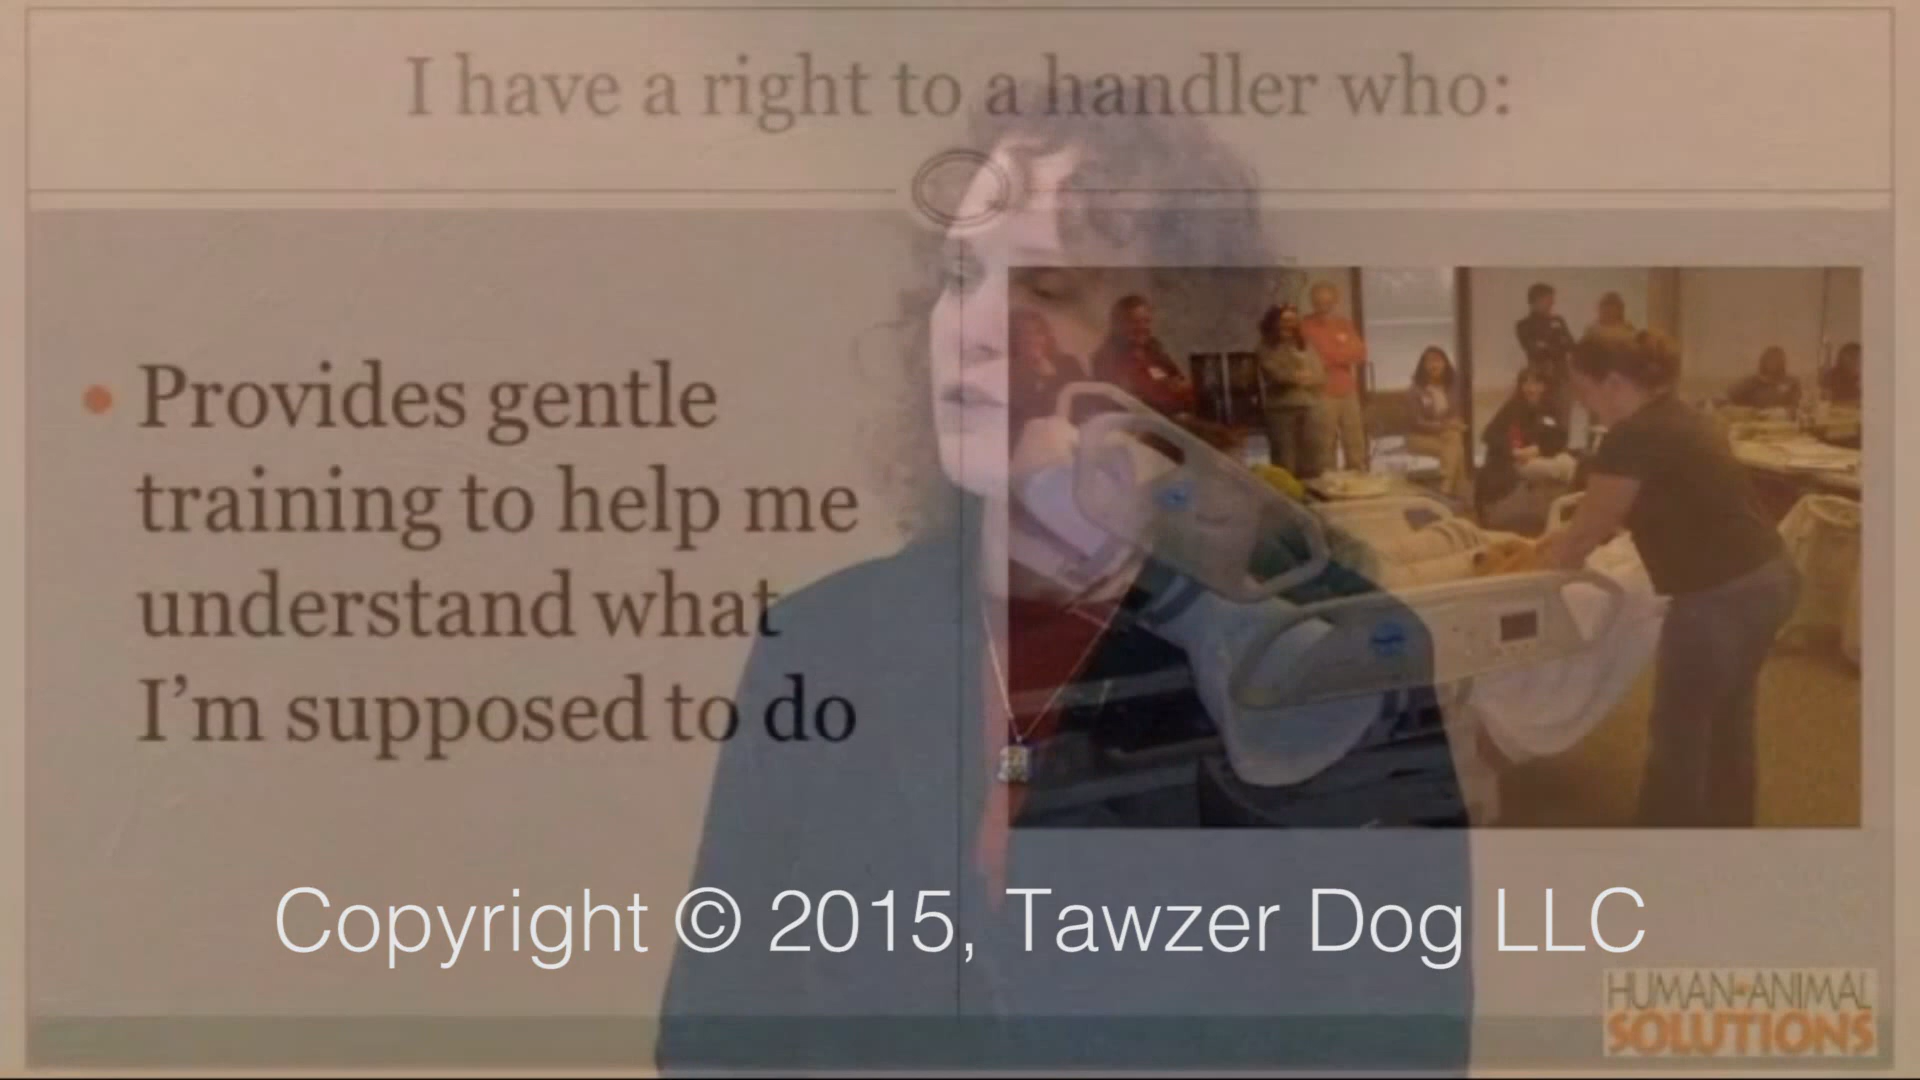 I have a right to a handler who:
• Provides gentle
training to help me
understand what
I'm supposed to do
Copyright © 2015, Tawzer Dog LLC
HUMAN-ANIMAL
SOLUTIONS